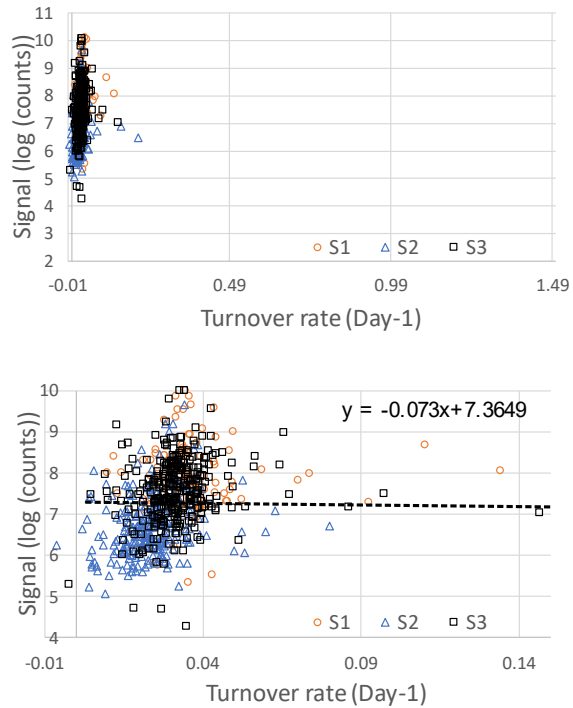 Signal (log (counts))
11
10
9
8
7
6
5
4
3
2
S1 S2 S3
-0.01 0.49 0.99 1.49
Turnover rate (Day-1)
Signal (log (counts))
10
9
8
7
6
5
4
y = -0.073x+7.3649
S1 S2 S3
-0.01 0.04 0.09 0.14
Turnover rate (Day-1)